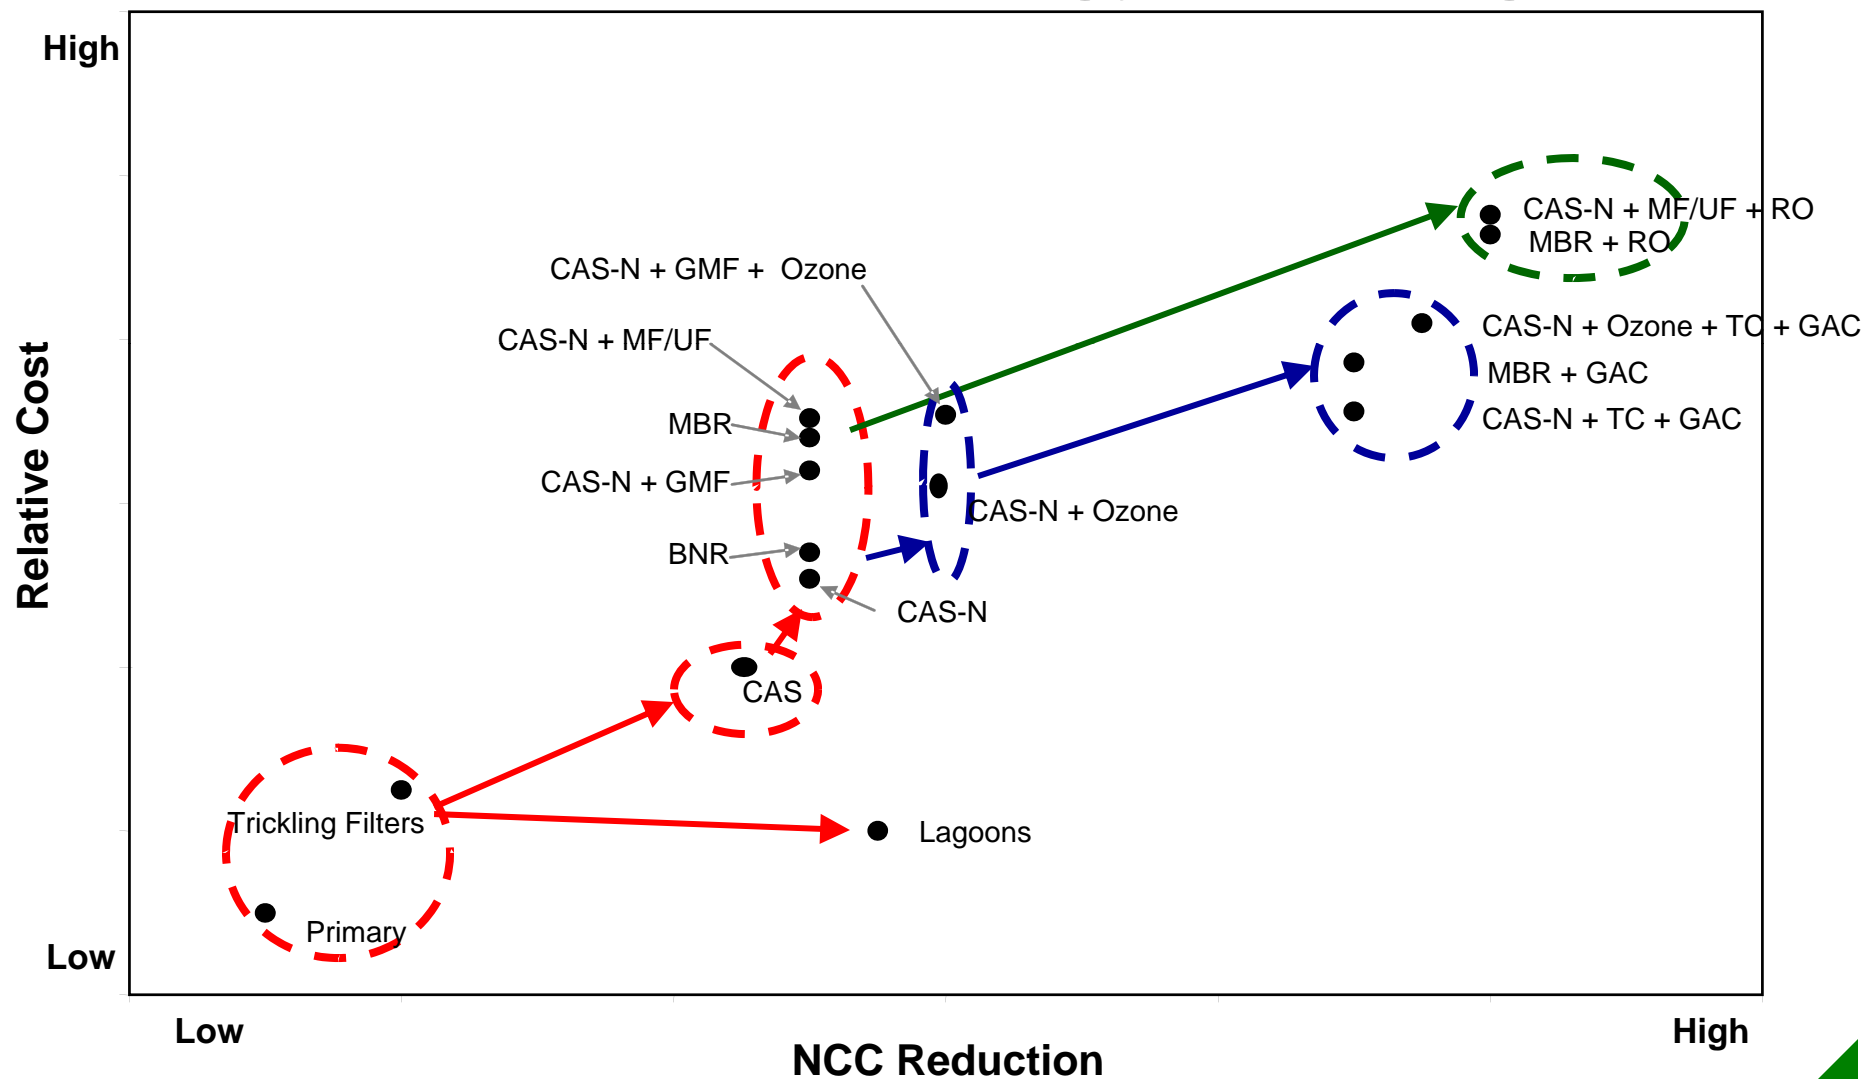 High
CAS-N + MF/UF + RO
MBR + RO
CAS-N + GMF + Ozone
CAS-N + Ozone + TC + GAC
CAS-N + MF/UF
MBR + GAC
CAS-N + TC + GAC
MBR
CAS-N + GMF
CAS-N + Ozone
BNR
CAS-N
CAS
Relative Cost
Trickling Filters
Lagoons
Primary
Low
Low
High
NCC Reduction